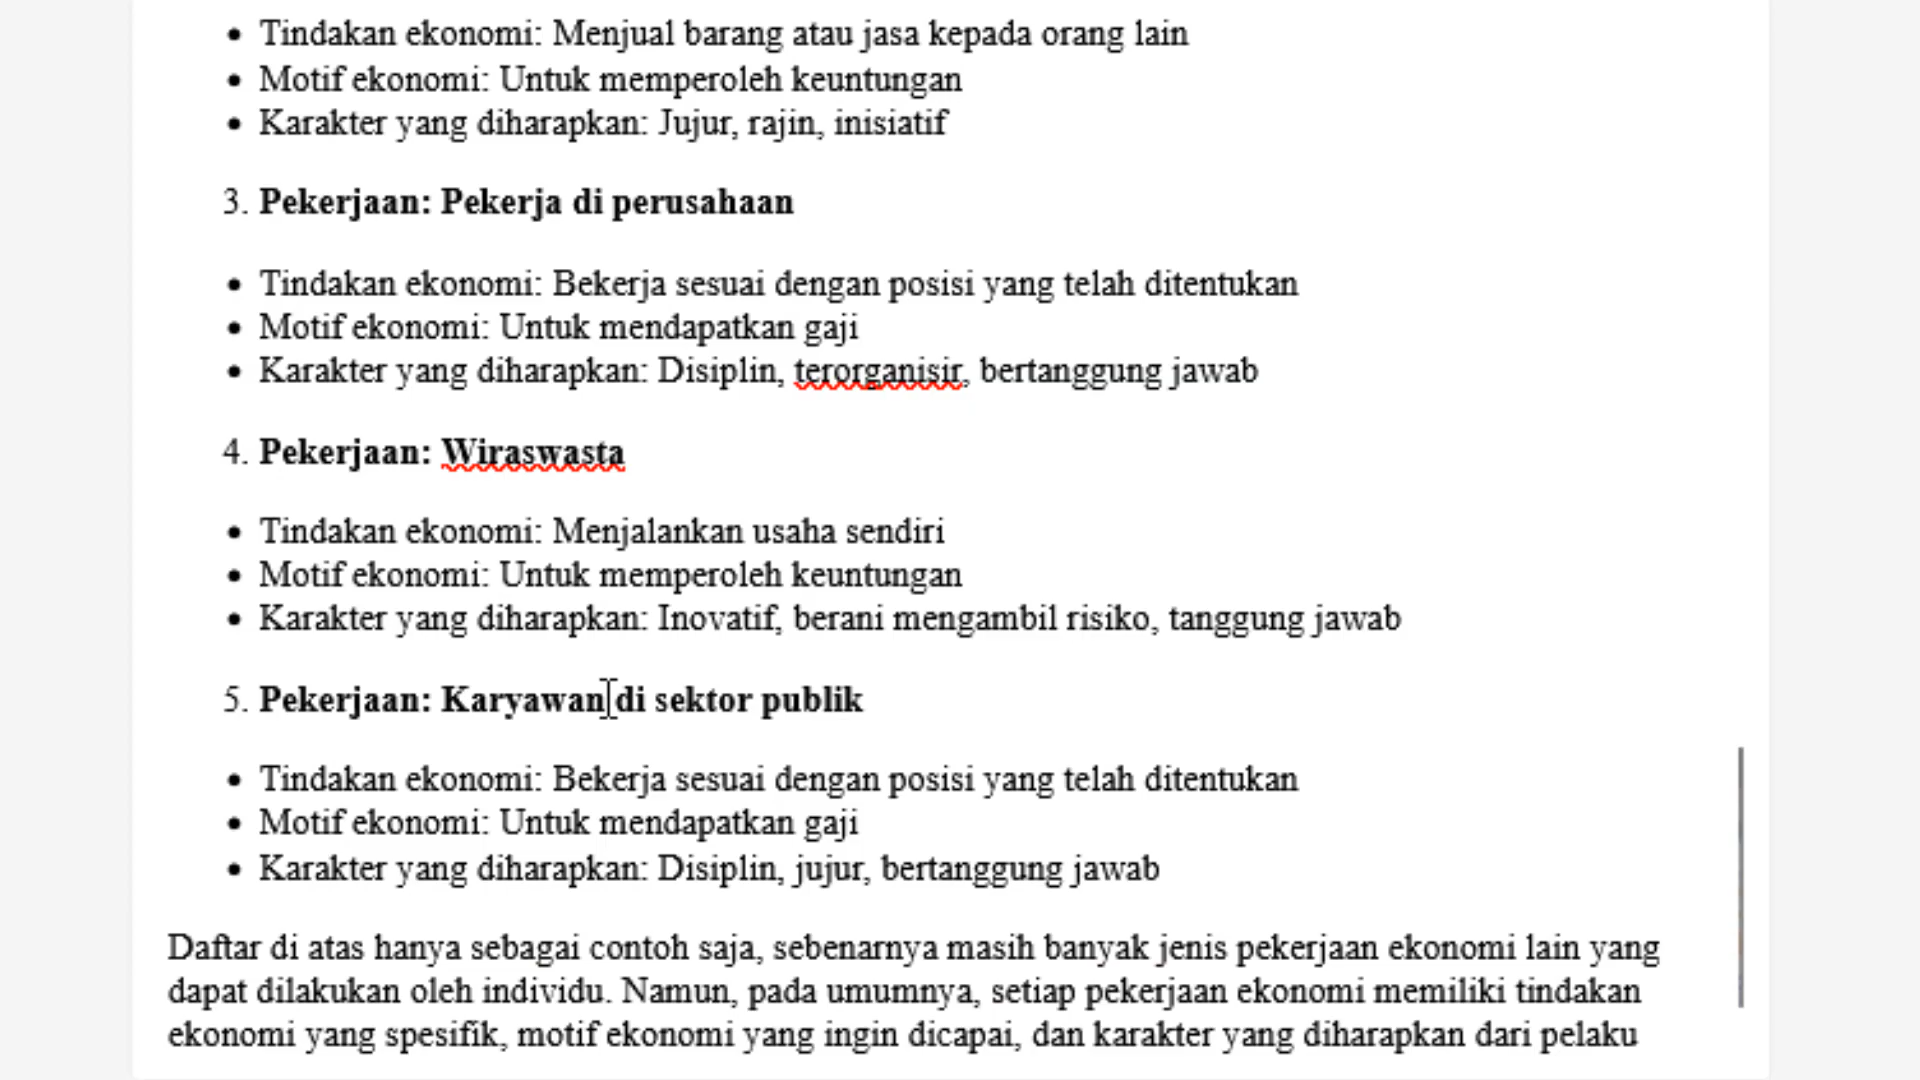 • Tindakan ekonomi: Menjual barang atau jasa kepada orang lain
• Motif ekonomi: Untuk memperoleh keuntungan
• Karakter yang diharapkan: Jujur, rajin, inisiatif
3. Pekerjaan: Pekerja di perusahaan
• Tindakan ekonomi: Bekerja sesuai dengan posisi yang telah ditentukan
• Motif ekonomi: Untuk mendapatkan gaji
• Karakter yang diharapkan: Disiplin, terorganisir, bertanggung jawab
4. Pekerjaan: Wiraswasta
• Tindakan ekonomi: Menjalankan usaha sendiri
• Motif ekonomi: Untuk memperoleh keuntungan
• Karakter yang diharapkan: Inovatif, berani mengambil risiko, tanggung jawab
5. Pekerjaan: Karyawan di sektor publik
• Tindakan ekonomi: Bekerja sesuai dengan posisi yang telah ditentukan
• Motif ekonomi: Untuk mendapatkan gaji
• Karakter yang diharapkan: Disiplin, jujur, bertanggung jawab
Daftar di atas hanya sebagai contoh saja, sebenarnya masih banyak jenis pekerjaan ekonomi lain yang
dapat dilakukan oleh individu. Namun, pada umumnya, setiap pekerjaan ekonomi memiliki tindakan
ekonomi yang spesifik, motif ekonomi yang ingin dicapai, dan karakter yang diharapkan dari pelaku